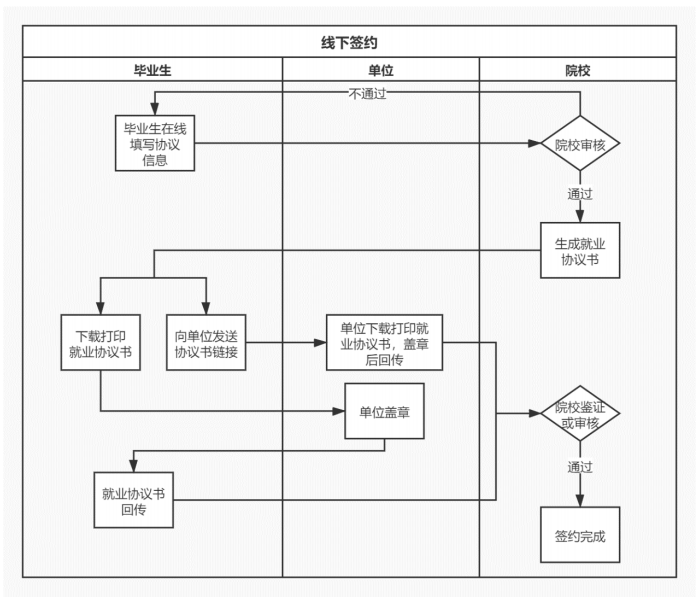 线下签约
毕业生
单位
院校
不通过
毕业生在线
填写协议
信息
院校审核
通过
生成就业
协议书
下载打印
就业协议书
向单位发送
协议书链接
单位下载打印就
业协议书，盖章
后回传
单位盖章
院校鉴证
或审核
通过
就业协议书
回传
签约完成